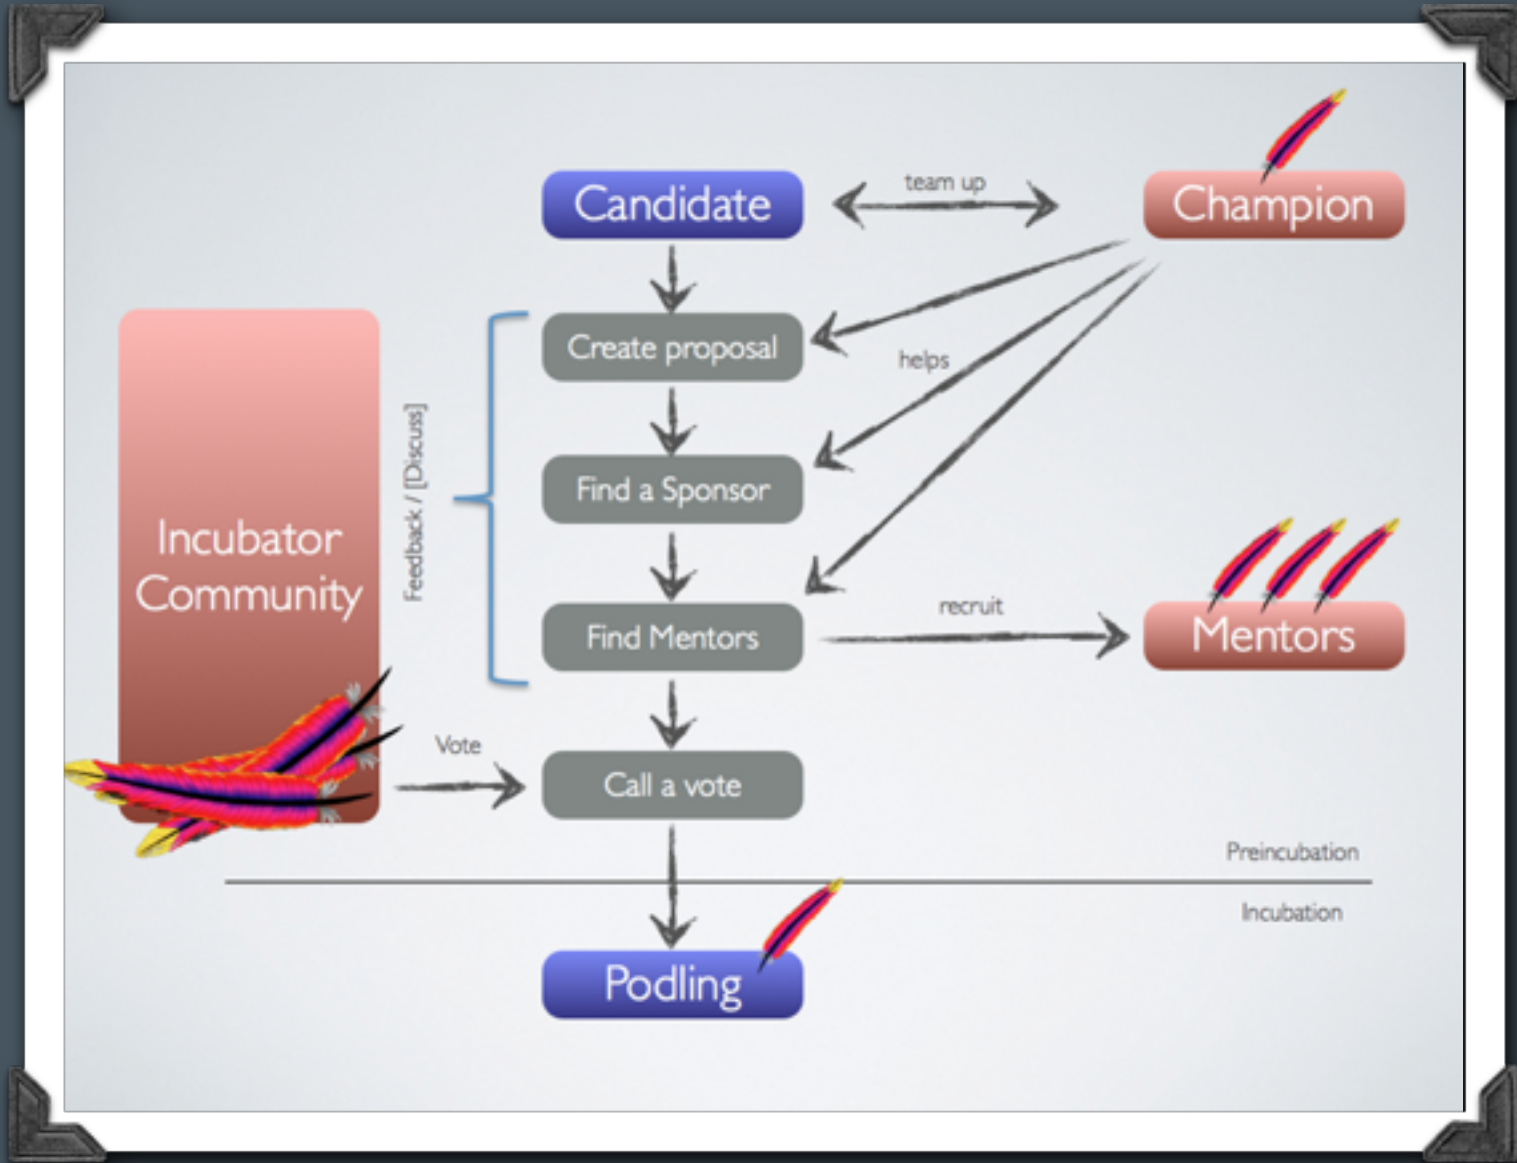 Candidate
team up
Champion
Create proposal
helps
Feedback / [Discuss]
Find a Sponsor
Incubator
Community
Find Mentors
recruit
Mentors
Vote
Call a vote
Preincubation
Incubation
Podling